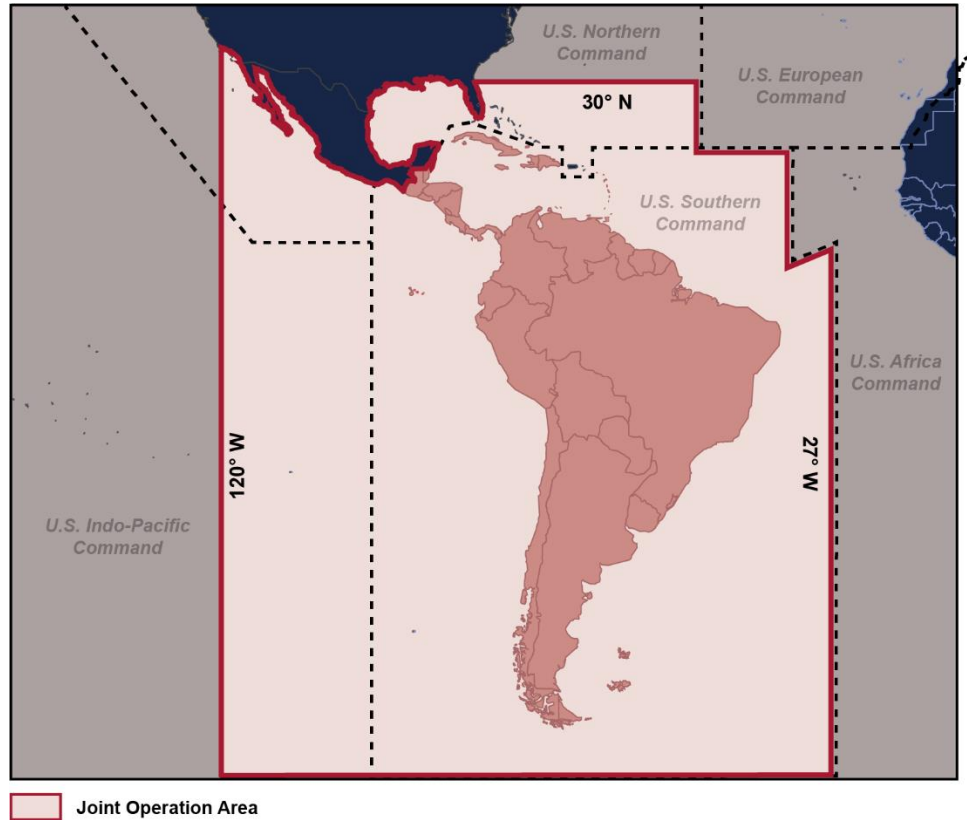 U.S. Northern
Command
U.S. European
Command
30° N
U.S. Southern
Command
U.S. Africa
Command
120° W
27° W
U.S. Indo-Pacific
Command
Joint Operation Area